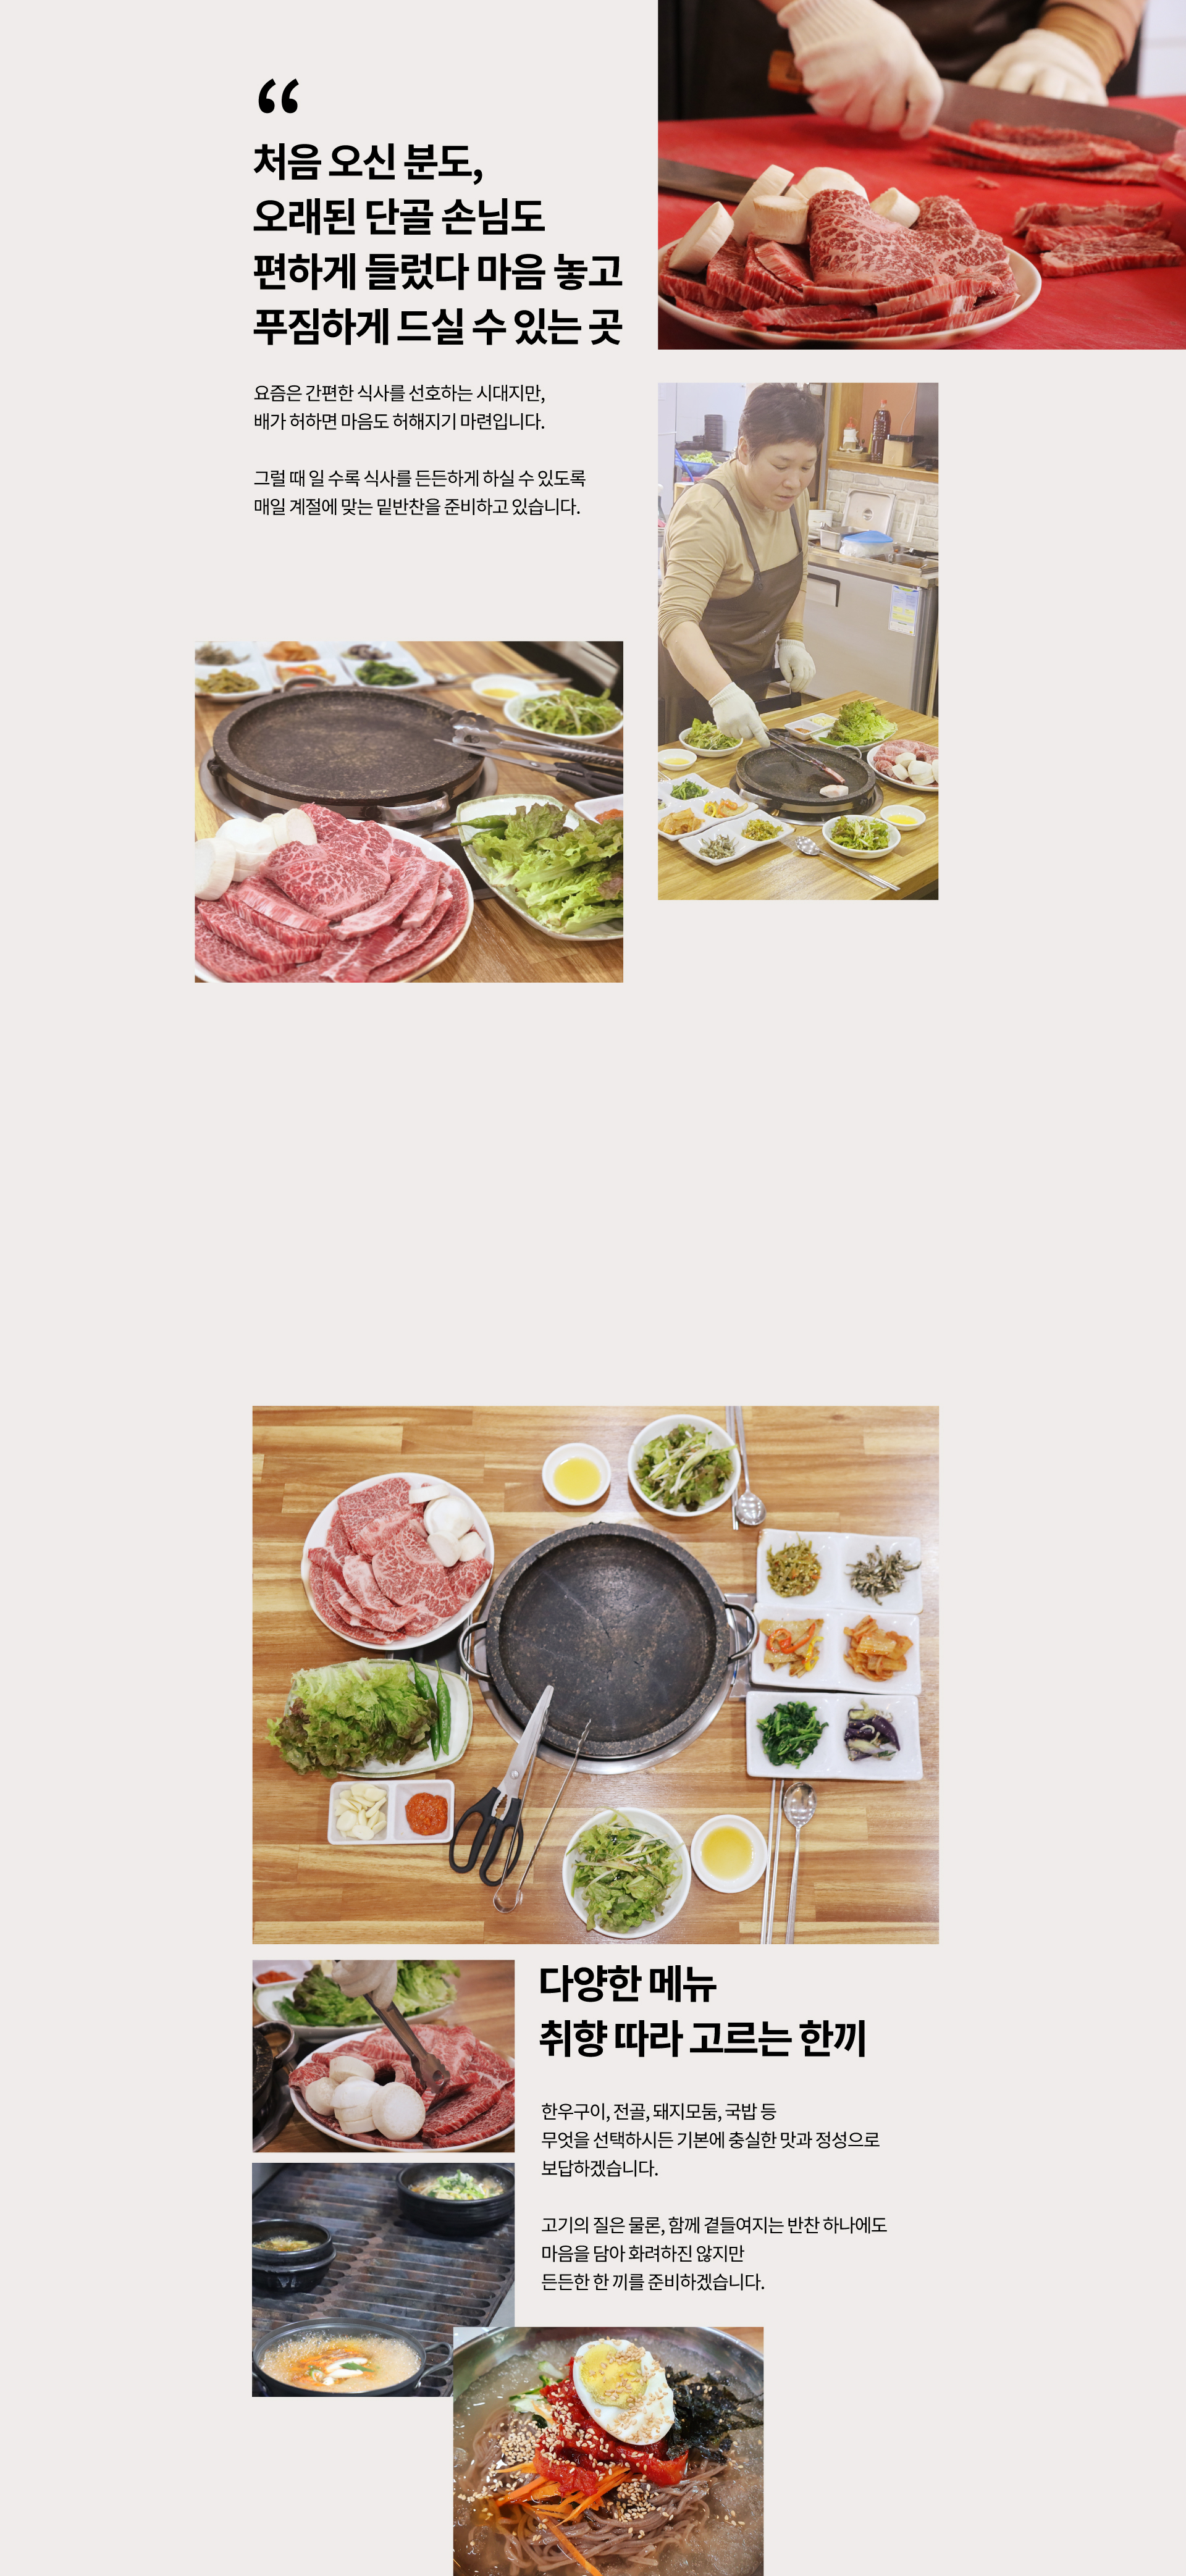 “
처음 오신 분도,
오래된 단골 손님도
편하게 들렀다 마음 놓고
푸짐하게 드실 수 있는 곳
요즘은 간편한 식사를 선호하는 시대지만,
배가 허하면 마음도 허해지기 마련입니다.
그럴 때 일 수록 식사를 든든하게 하실 수 있도록
매일 계절에 맞는 밑반찬을 준비하고 있습니다.
다양한 메뉴
취향 따라 고르는 한끼
한우구이, 전골, 돼지모둠, 국밥 등
무엇을 선택하시든 기본에 충실한 맛과 정성으로
보답하겠습니다.
고기의 질은 물론, 함께 곁들여지는 반찬 하나에도
마음을 담아 화려하진 않지만
든든한 한 끼를 준비하겠습니다.